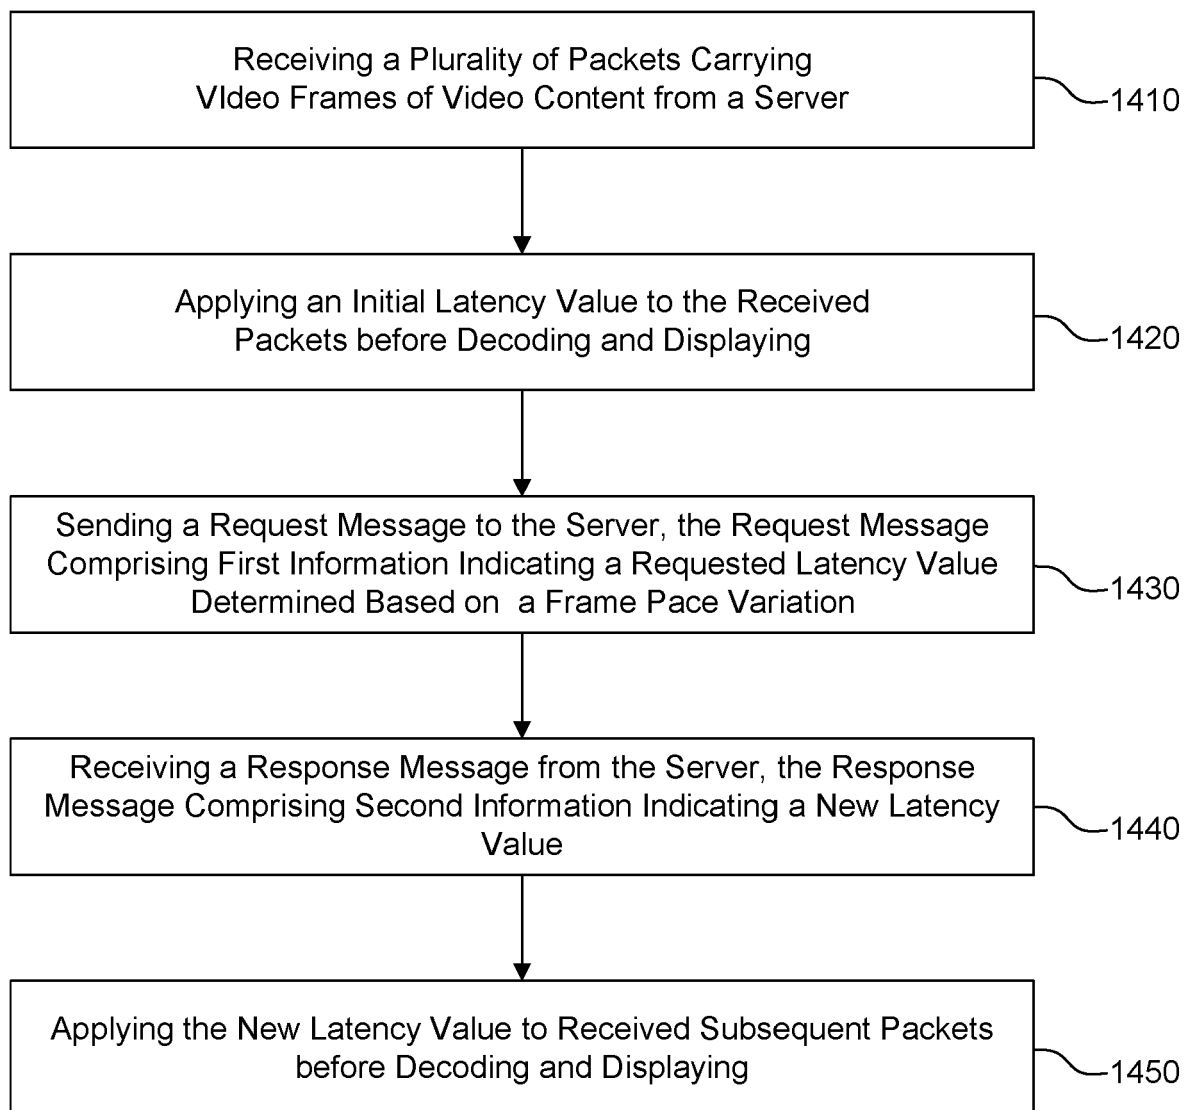 Receiving a Plurality of Packets Carrying
VIdeo Frames of Video Content from a Server
1410
Applying an Initial Latency Value to the Received
Packets before Decoding and Displaying
1420
Sending a Request Message to the Server, the Request Message
Comprising First Information Indicating a Requested Latency Value
Determined Based on a Frame Pace Variation
1430
Receiving a Response Message from the Server, the Response
Message Comprising Second Information Indicating a New Latency
Value
1440
Applying the New Latency Value to Received Subsequent Packets
before Decoding and Displaying
1450